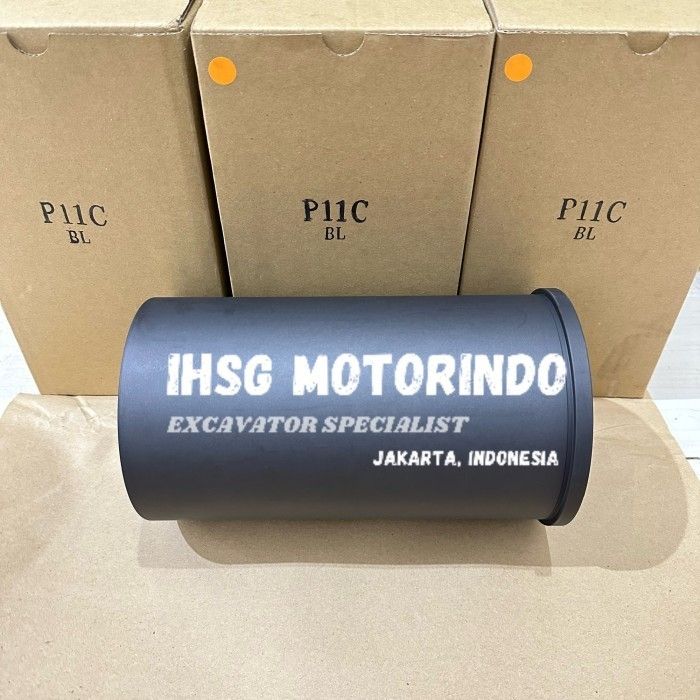 P11C
BL
P11C
BL
P11C
BL
IHSG MOTORINDO
EXCAVATOR SPECIALIST
JAKARTA, INDONESIA